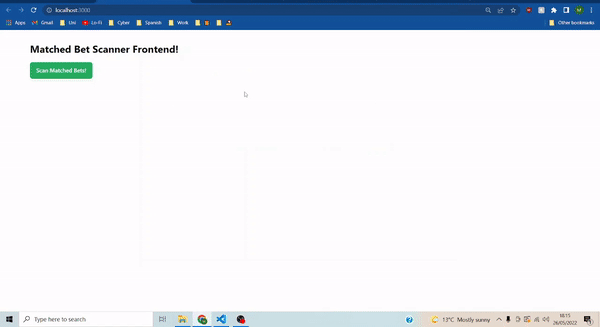 localhost:3000
Apps Gmail Uni Lo-Fi Cyber Spanish Work Other bookmarks
Matched Bet Scanner Frontend!
Scan Matched Bets!
Type here to search
13°C Mostly sunny
18:15
26/05/2022